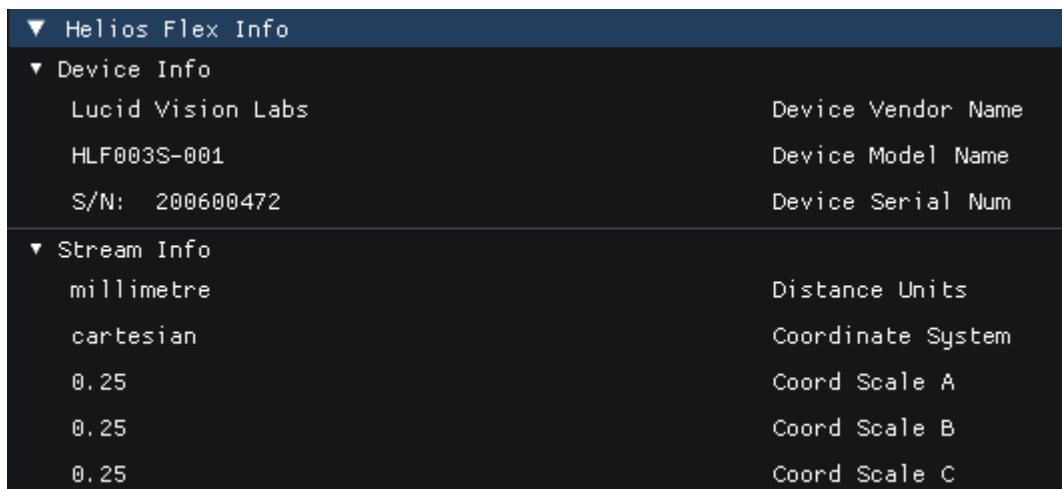 ▼ Helios Flex Info
▼ Device Info
Lucid Vision Labs Device Vendor Name
HLF003S-001 Device Model Name
S/N: 200600472 Device Serial Num
▼ Stream Info
millimetre Distance Units
cartesian Coordinate System
0.25 Coord Scale A
0.25 Coord Scale B
0.25 Coord Scale C